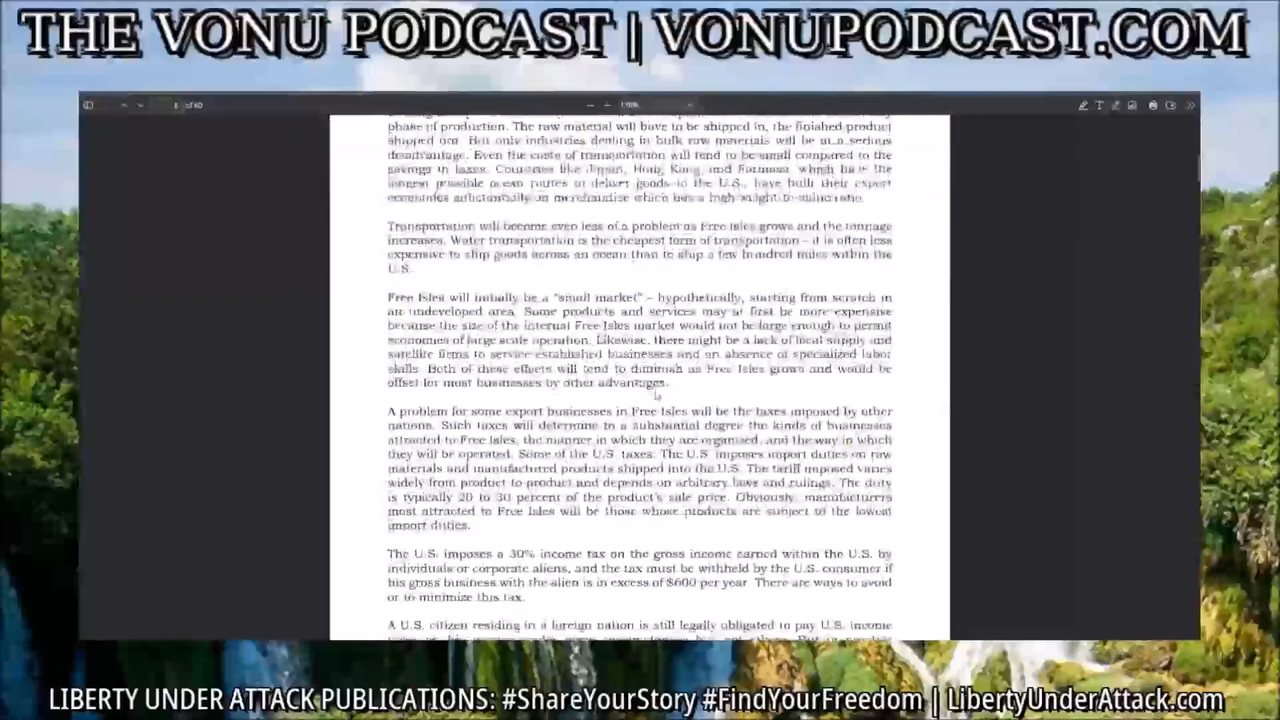 THE VONU PODCAST | VONUPODCAST.COM
6 of 60
phase of production. The raw material will have to be shipped in, the finished product
shipped out. But only industries dealing in bulk raw materials will be at a serious
disadvantage. Even the costs of transportation will tend to be small compared to the
savings in taxes. Countries like Japan, Hong Kong, and Formosa, which have the
longest possible ocean routes to deliver goods to the U.S., have built their export
economies substantially on merchandise which has a high weight-to-value ratio.
Transportation will become even less of a problem as Free Isles grows and the tonnage
increases. Water transportation is the cheapest form of transportation – it is often less
expensive to ship goods across an ocean than to ship a few hundred miles within the
U.S.
Free Isles will initially be a "small market" – hypothetically, starting from scratch in
an undeveloped area. Some products and services may at first be more expensive
because the size of the internal Free Isles market would not be large enough to permit
economies of large scale operation. Likewise, there might be a lack of local supply and
satellite firms to service established businesses and an absence of specialized labor
skills. Both of these effects will tend to diminish as Free Isles grows and would be
offset for most businesses by other advantages.
A problem for some export businesses in Free Isles will be the taxes imposed by other
nations. Such taxes will determine to a substantial degree the kinds of businesses
attracted to Free Isles, the manner in which they are organised, and the way in which
they will be operated. Some of the U.S. taxes: The U.S. imposes import duties on raw
materials and manufactured products shipped into the U.S. The tariff imposed varies
widely from product to product and depends on arbitrary laws and rulings. The duty
is typically 20 to 30 percent of the product's sale price. Obviously, manufacturers
most attracted to Free Isles will be those whose products are subject to the lowest
import duties.
The U.S. imposes a 30% income tax on the gross income earned within the U.S. by
individuals or corporate aliens, and the tax must be withheld by the U.S. consumer if
his gross business with the alien is in excess of $600 per year. There are ways to avoid
or to minimize this tax.
A U.S. citizen residing in a foreign nation is still legally obligated to pay U.S. income
LIBERTY UNDER ATTACK PUBLICATIONS: #ShareYourStory #FindYourFreedom | LibertyUnderAttack.com